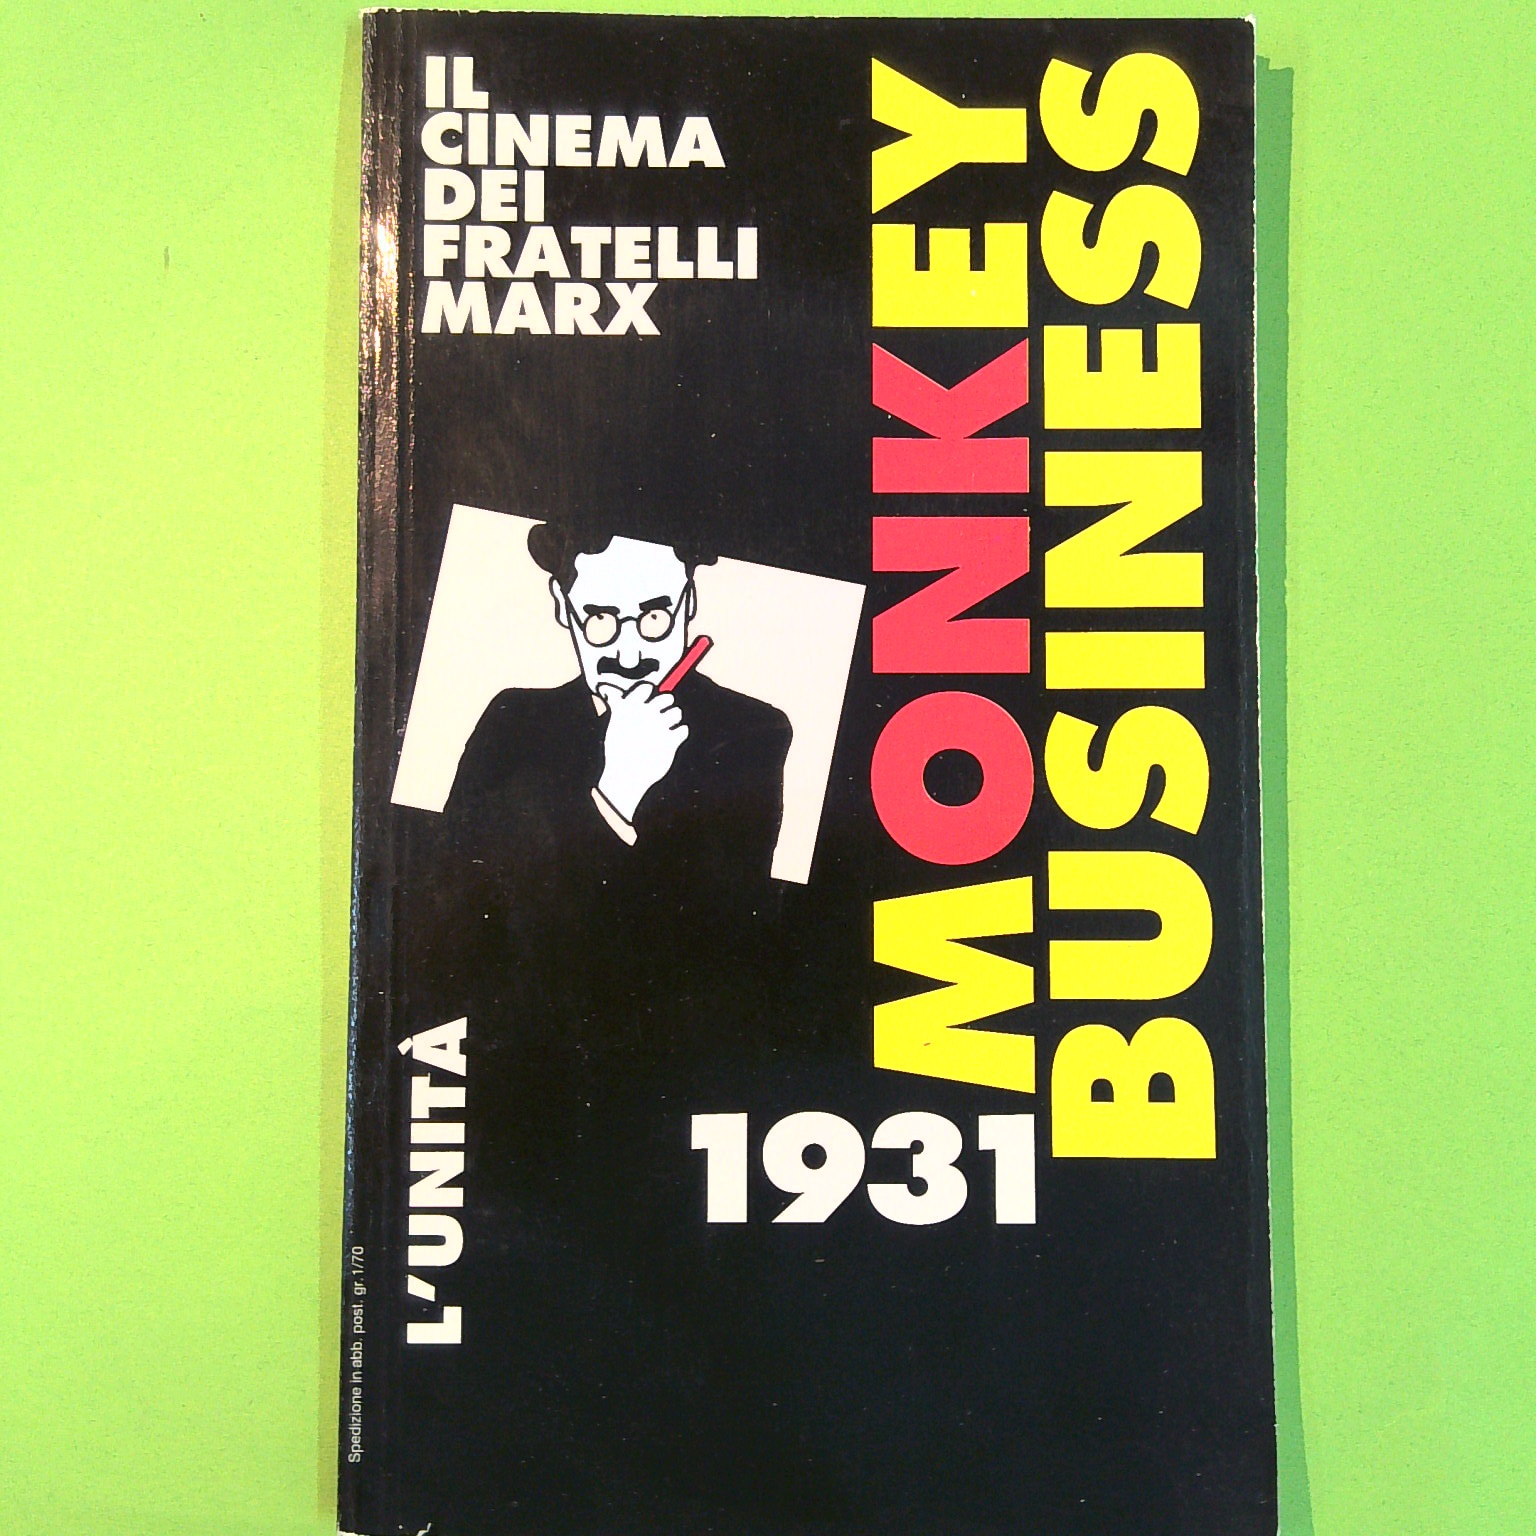 IL
CINEMA
DEI
FRATELLI
MARX
MONKEY
BUSINESS
1931
L'UNITÀ
Spedizione in abb. post. gr. 1/70